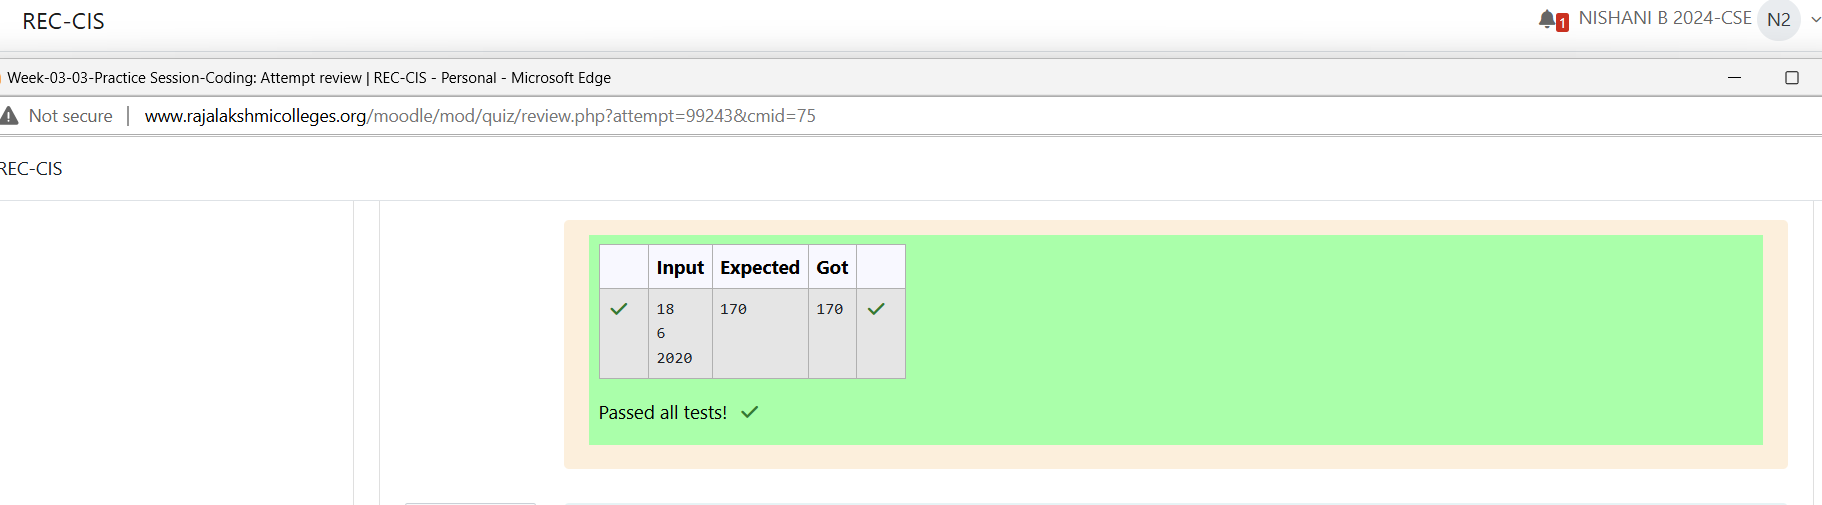 REC-CIS
1 NISHANI B 2024-CSE N2
Week-03-03-Practice Session-Coding: Attempt review | REC-CIS - Personal - Microsoft Edge
Not secure | www.rajalakshmicolleges.org/moodle/mod/quiz/review.php?attempt=99243&cmid=75
REC-CIS
Input Expected Got
18 170 170
6
2020
Passed all tests!